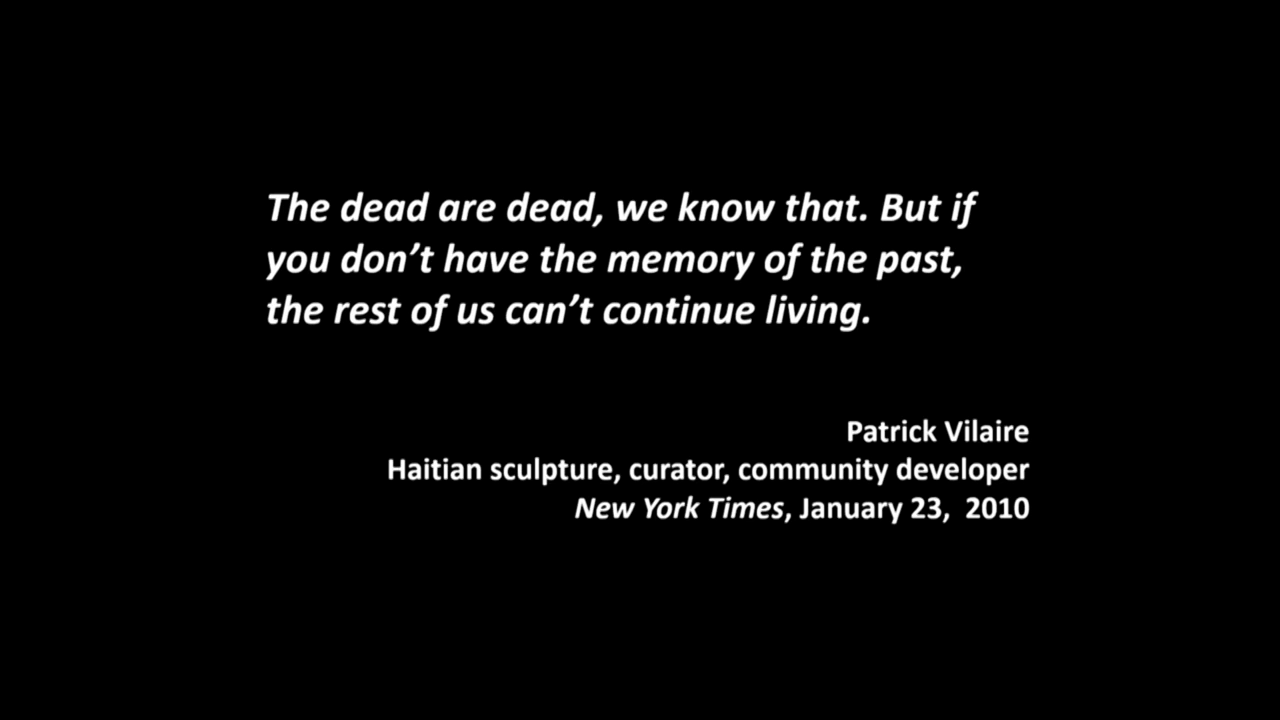 The dead are dead, we know that. But if
you don’t have the memory of the past,
the rest of us can’t continue living.
Patrick Vilaire
Haitian sculpture, curator, community developer
New York Times, January 23,  2010